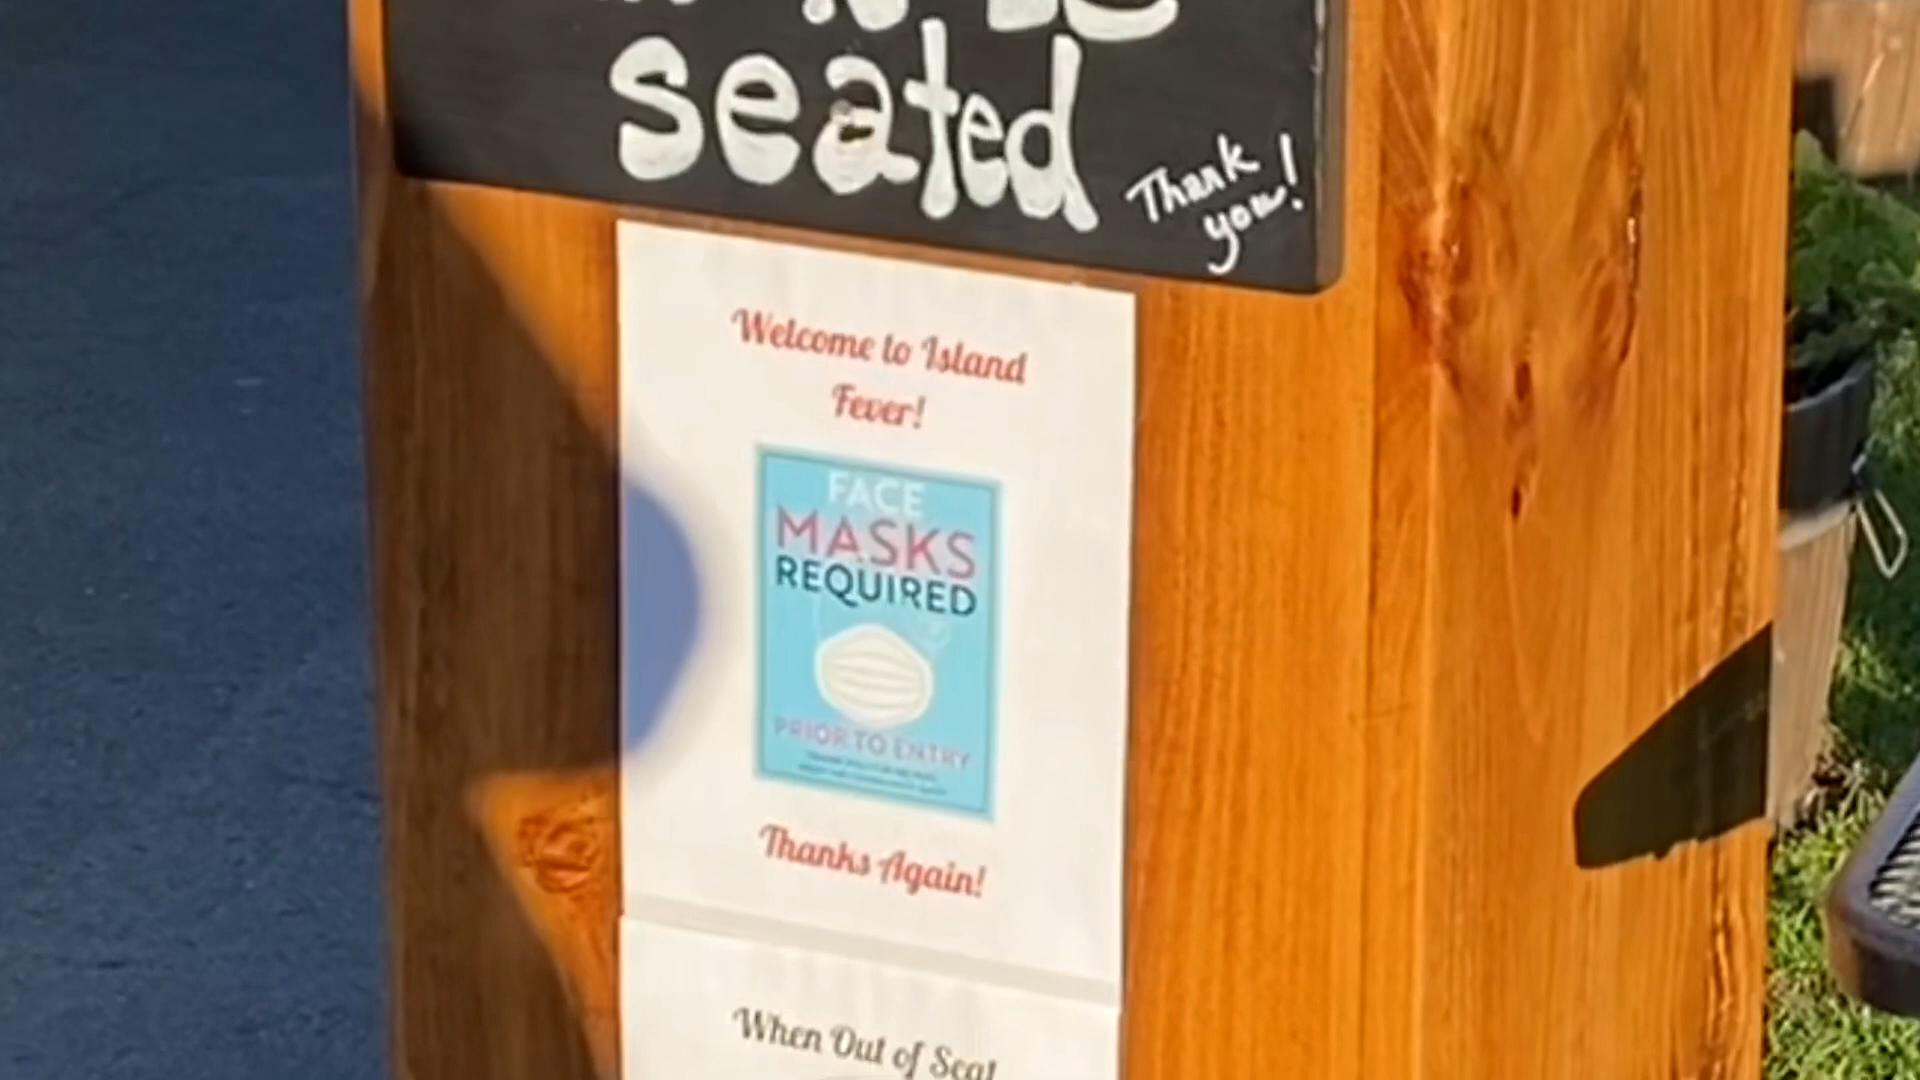 seated
Thank
you!
Welcome to Island
Fever!
FACE
MASKS
REQUIRED
PRIOR TO ENTRY
Thanks Again!
When Out of Seat